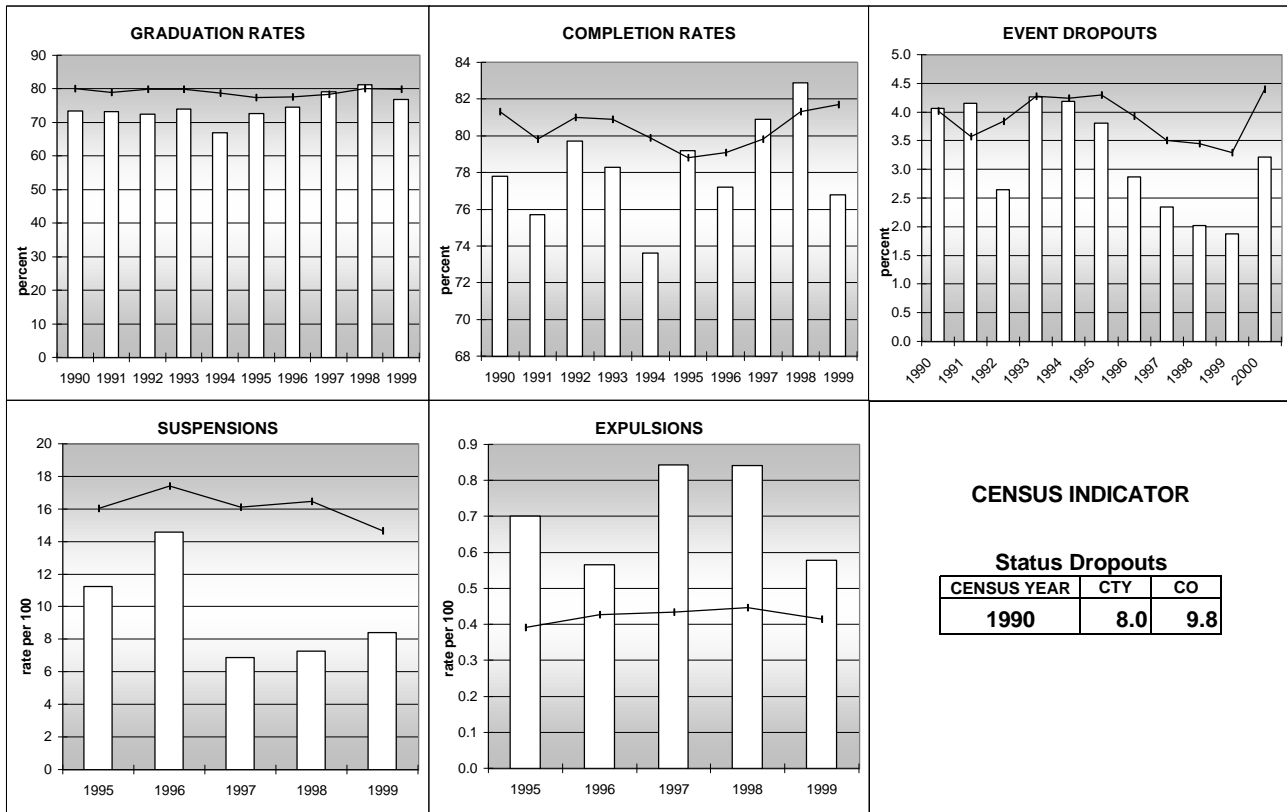 GRADUATION RATES
90
80
70
60
50
40
30
20
10
0
percent
1990 1991 1992 1993 1994 1995 1996 1997 1998 1999
COMPLETION RATES
84
82
80
78
76
74
72
70
68
percent
1990 1991 1992 1993 1994 1995 1996 1997 1998 1999
EVENT DROPOUTS
5.0
4.5
4.0
3.5
3.0
2.5
2.0
1.5
1.0
0.5
0.0
percent
1990 1991 1992 1993 1994 1995 1996 1997 1998 1999 2000
SUSPENSIONS
20
18
16
14
12
10
8
6
4
2
0
rate per 100
1995 1996 1997 1998 1999
EXPULSIONS
0.9
0.8
0.7
0.6
0.5
0.4
0.3
0.2
0.1
0.0
rate per 100
1995 1996 1997 1998 1999
CENSUS INDICATOR
Status Dropouts
CENSUS YEAR CTY CO
1990 8.0 9.8